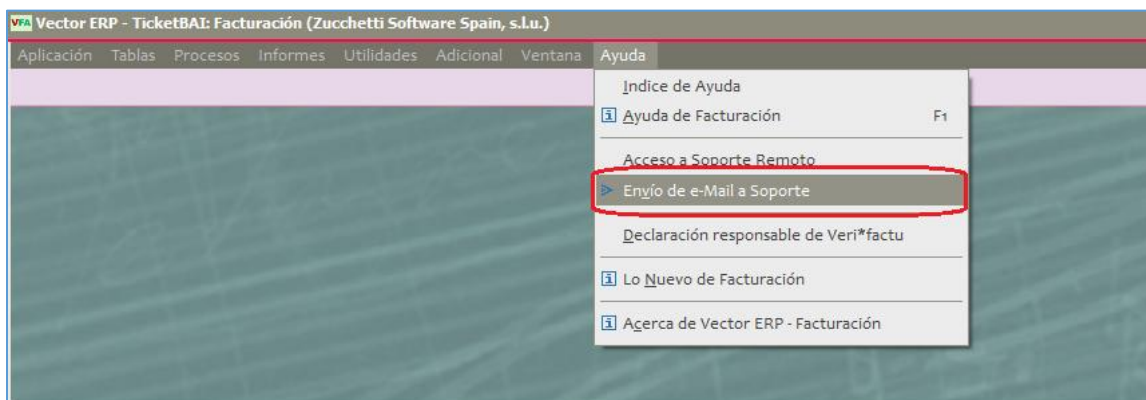 VFA Vector ERP - TicketBAI: Facturación (Zucchetti Software Spain, s.l.u.)
Aplicación Tablas Procesos Informes Utilidades Adicional Ventana Ayuda
Indice de Ayuda
Ayuda de Facturación F1
Acceso a Soporte Remoto
Envío de e-Mail a Soporte
Declaración responsable de Veri*factu
Lo Nuevo de Facturación
Acerca de Vector ERP - Facturación